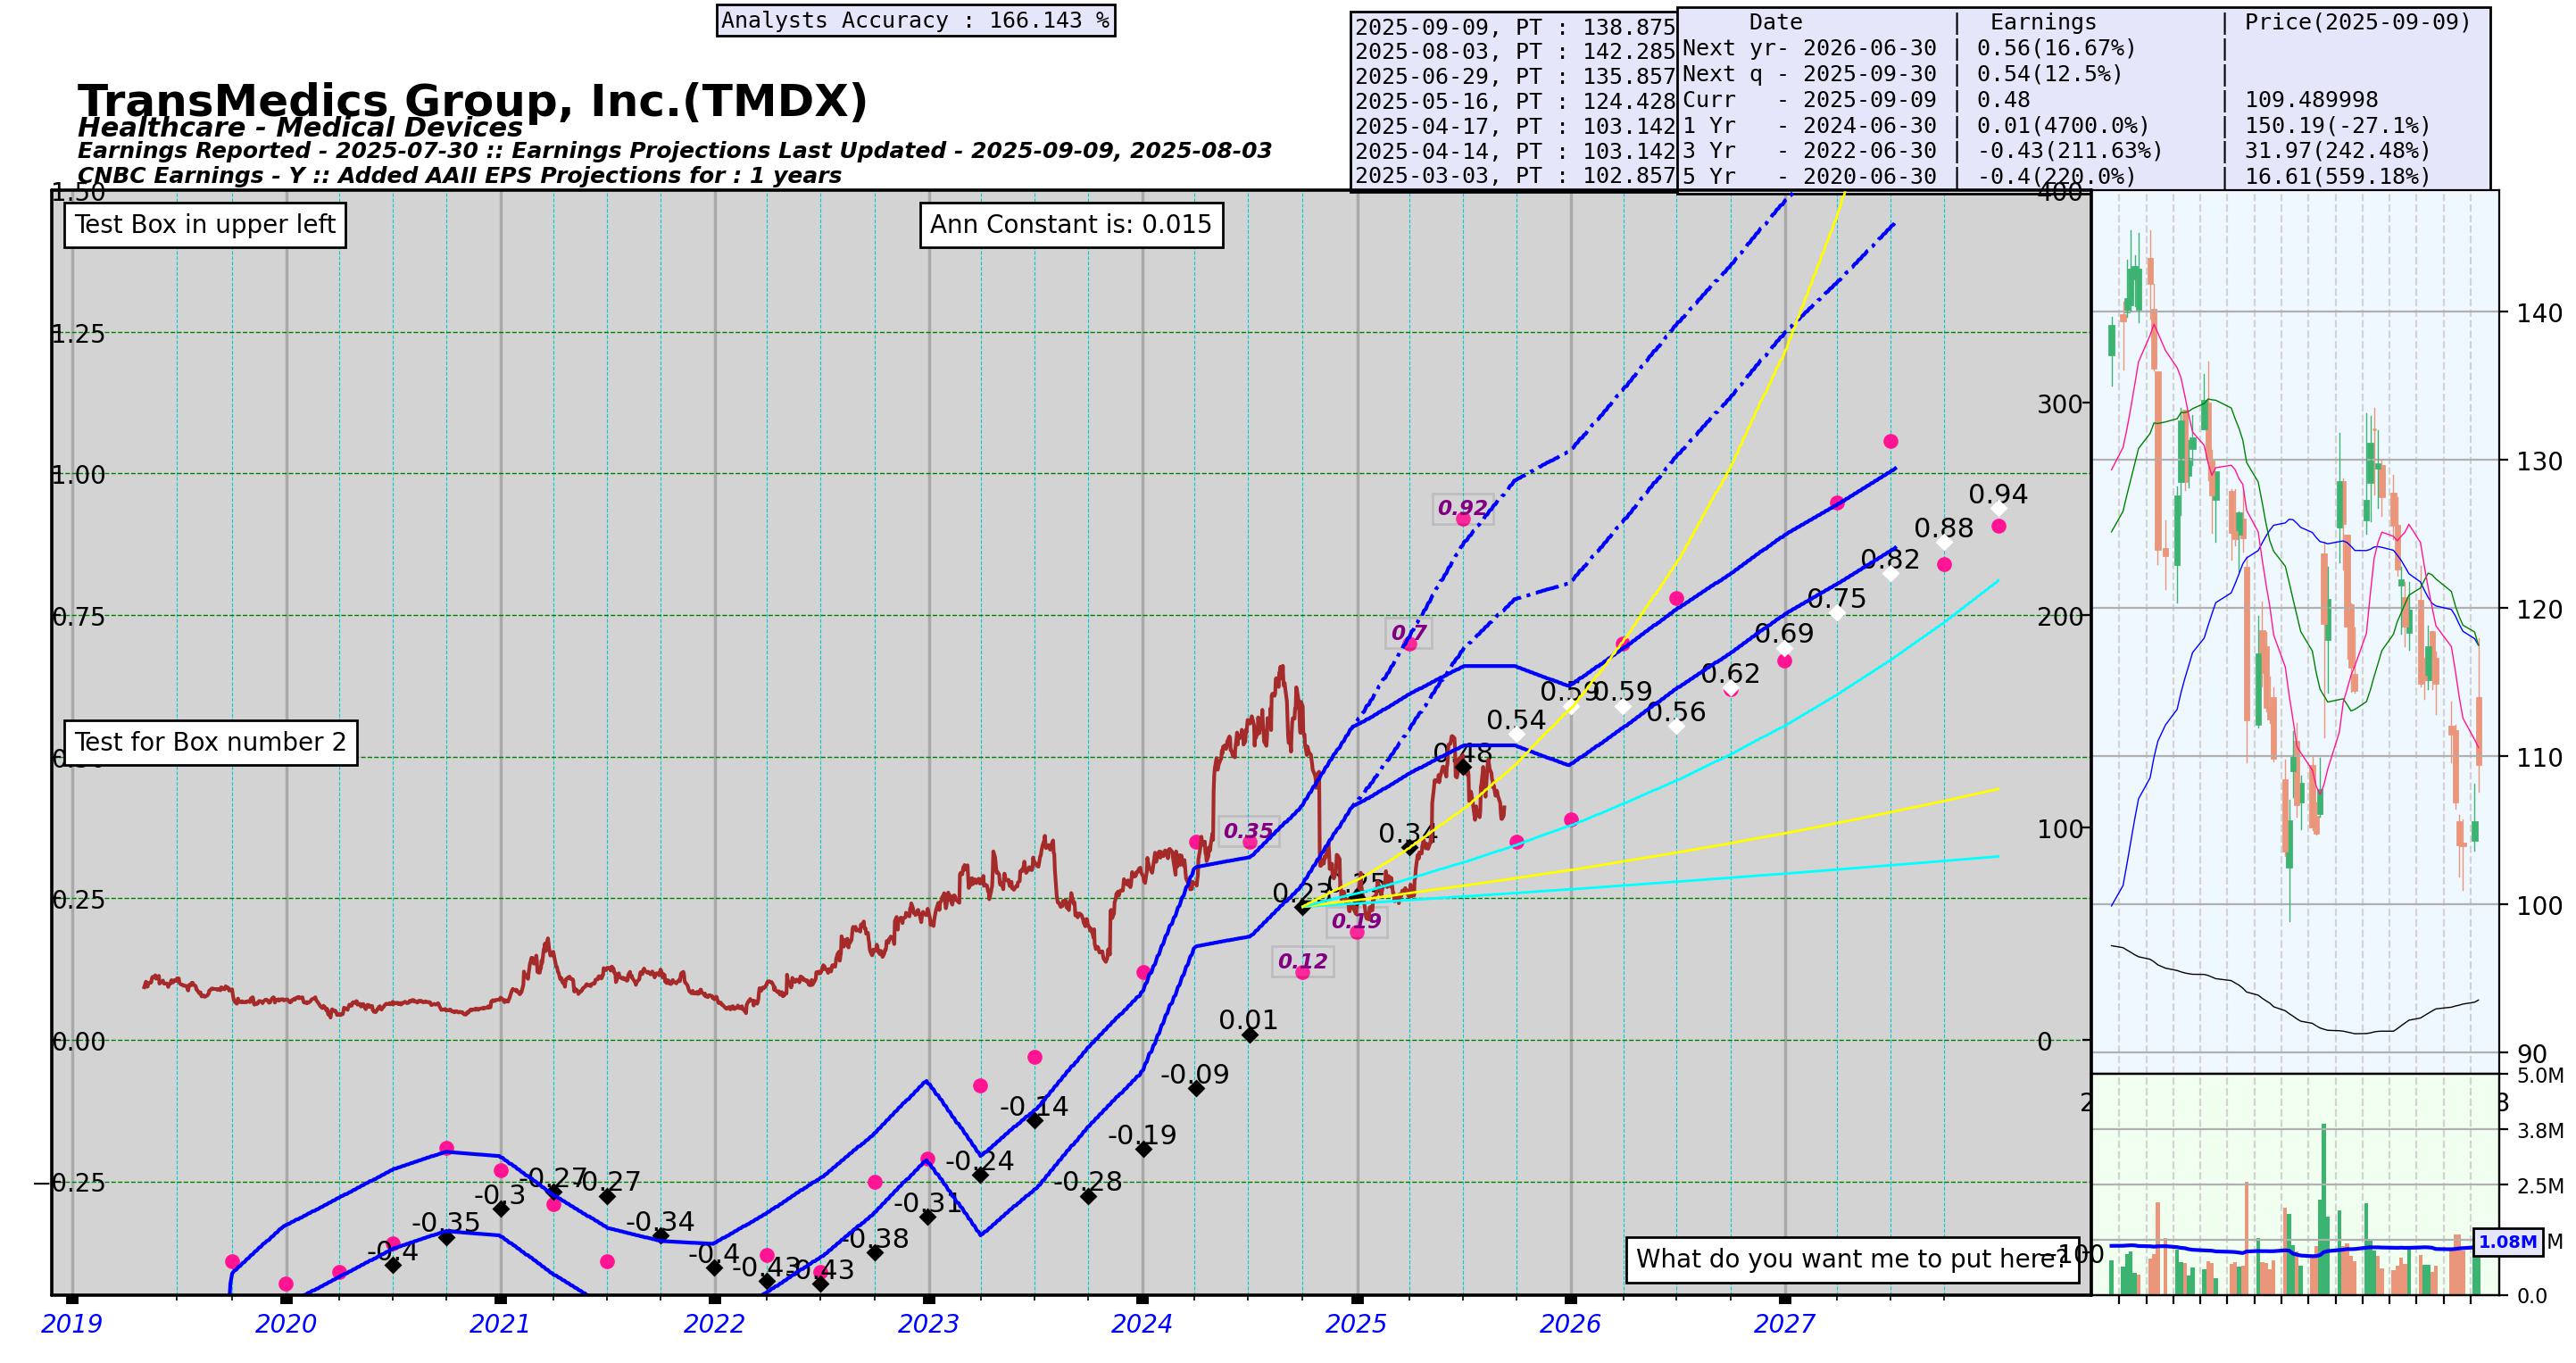 Analysts Accuracy : 166.143 %
2025-09-09, PT : 138.875
2025-08-03, PT : 142.285
2025-06-29, PT : 135.857
2025-05-16, PT : 124.428
2025-04-17, PT : 103.142
2025-04-14, PT : 103.142
2025-03-03, PT : 102.857
Date | Earnings | Price(2025-09-09)
Next yr- 2026-06-30 | 0.56(16.67%) |
Next q - 2025-09-30 | 0.54(12.5%) |
Curr - 2025-09-09 | 0.48 | 109.489998
1 Yr - 2024-06-30 | 0.01(4700.0%) | 150.19(-27.1%)
3 Yr - 2022-06-30 | -0.43(211.63%) | 31.97(242.48%)
5 Yr - 2020-06-30 | -0.4(220.0%) | 16.61(559.18%)
TransMedics Group, Inc.(TMDX)
Healthcare - Medical Devices
Earnings Reported - 2025-07-30 :: Earnings Projections Last Updated - 2025-09-09, 2025-08-03
CNBC Earnings - Y :: Added AAII EPS Projections for : 1 years
1.50
400
Test Box in upper left
Ann Constant is: 0.015
140
1.25
300
130
1.00
0.94
0.92
0.88
0.82
120
0.75
0.75
200
0.7
0.69
0.62
0.59
0.59
0.56
0.54
Test for Box number 2
0.48
110
0.34
0.35
100
0.25
0.23
100
0.19
0.12
0.01
0.00
0
90
5.0M
-0.09
-0.14
3.8M
-0.19
-0.24
−0.25
-0.27
-0.27
-0.28
2.5M
-0.3
-0.31
-0.35
-0.34
-0.38
-0.4
-0.4
-0.43
-0.43
What do you want me to put here?
−100
1.08M
0.0
2019
2020
2021
2022
2023
2024
2025
2026
2027